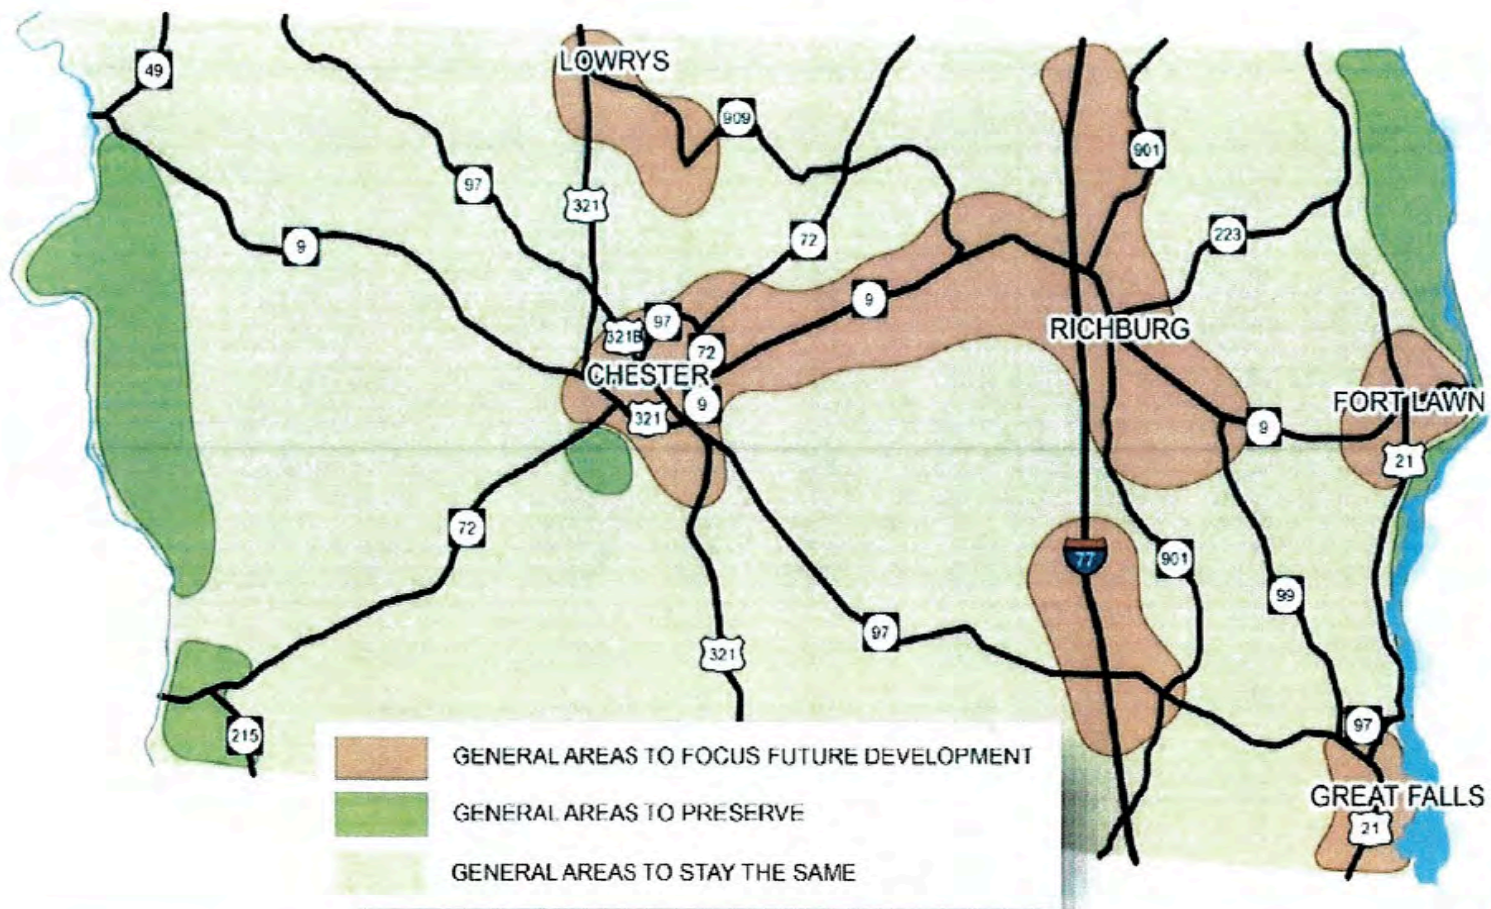 LOWRYS
49
909
901
97
321
72
223
9
9
97
321B
72
RICHBURG
CHESTER
9
321
FORT LAWN
9
21
72
77
901
99
97
321
97
215
GENERAL AREAS TO FOCUS FUTURE DEVELOPMENT
GENERAL AREAS TO PRESERVE
GENERAL AREAS TO STAY THE SAME
GREAT FALLS
21